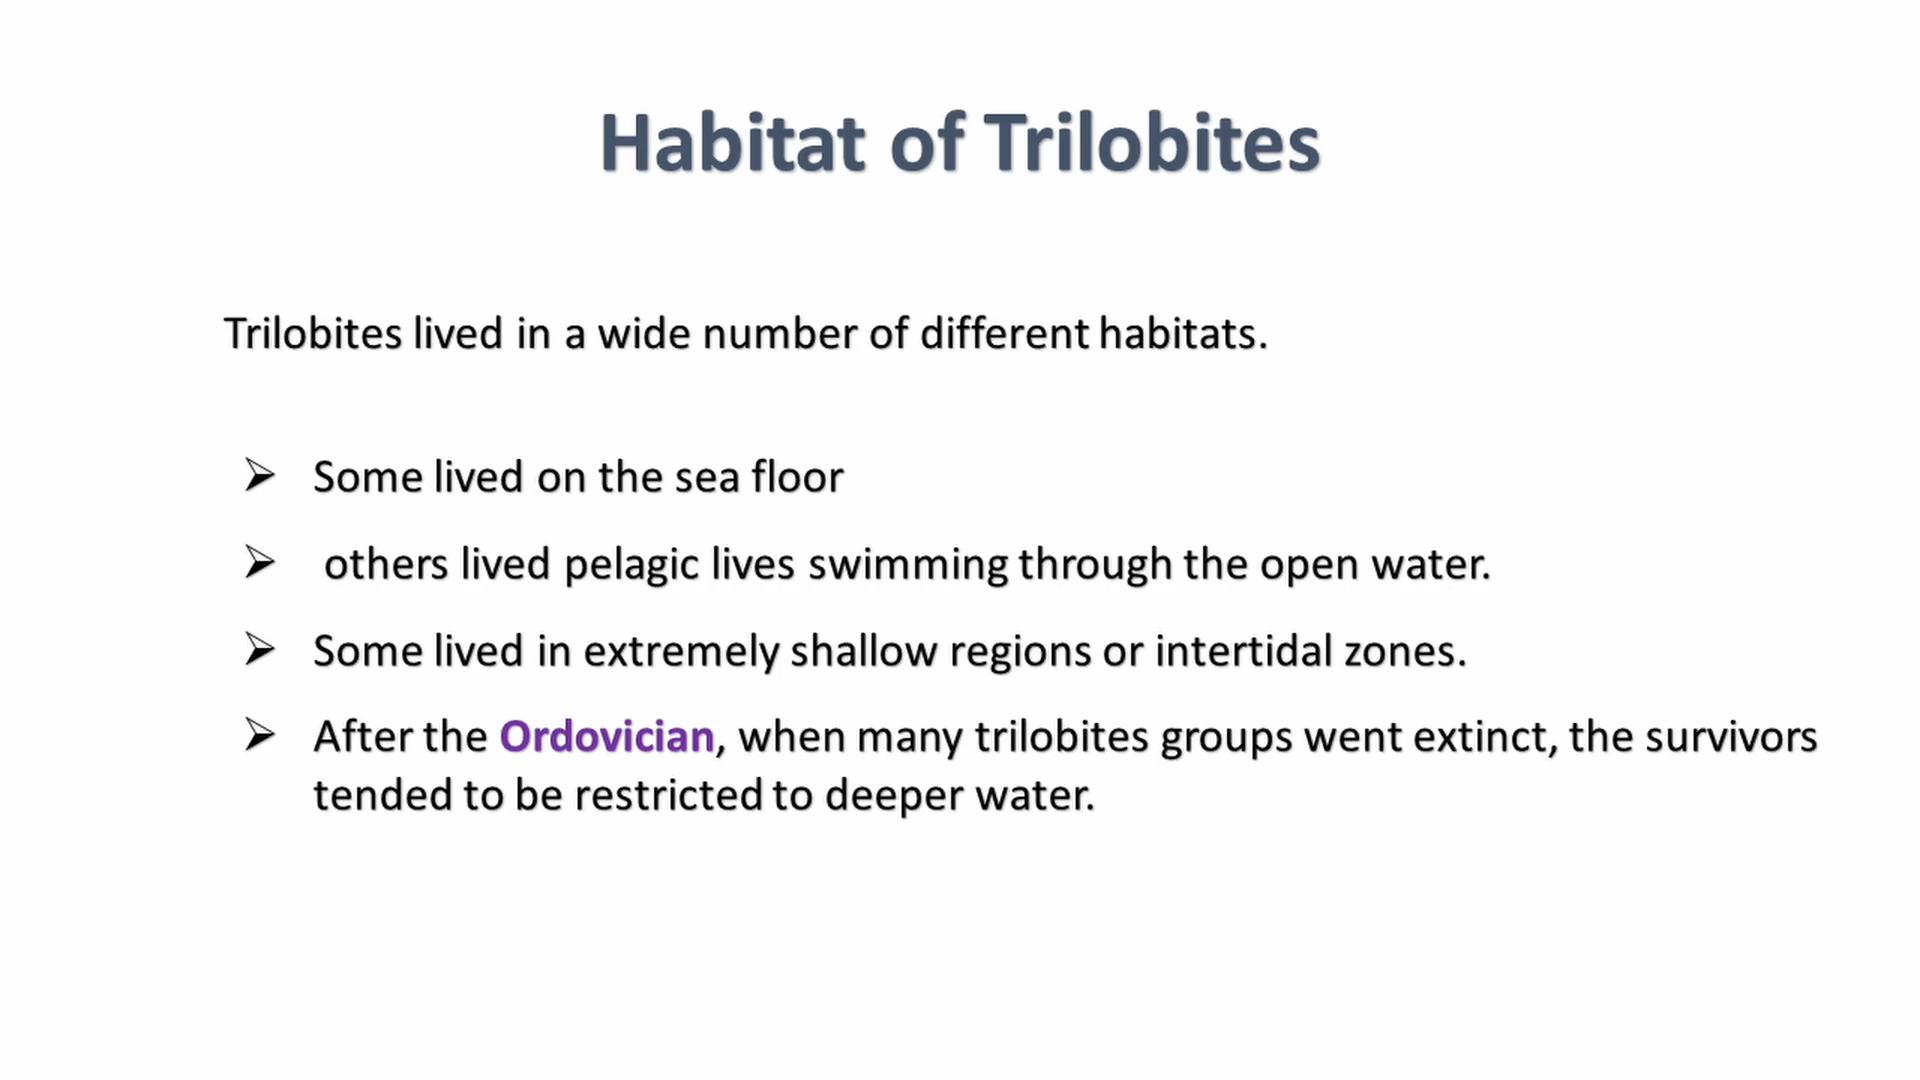 Habitat of Trilobites
Trilobites lived in a wide number of different habitats.
➢ Some lived on the sea floor
➢ others lived pelagic lives swimming through the open water.
➢ Some lived in extremely shallow regions or intertidal zones.
➢ After the Ordovician, when many trilobites groups went extinct, the survivors
tended to be restricted to deeper water.